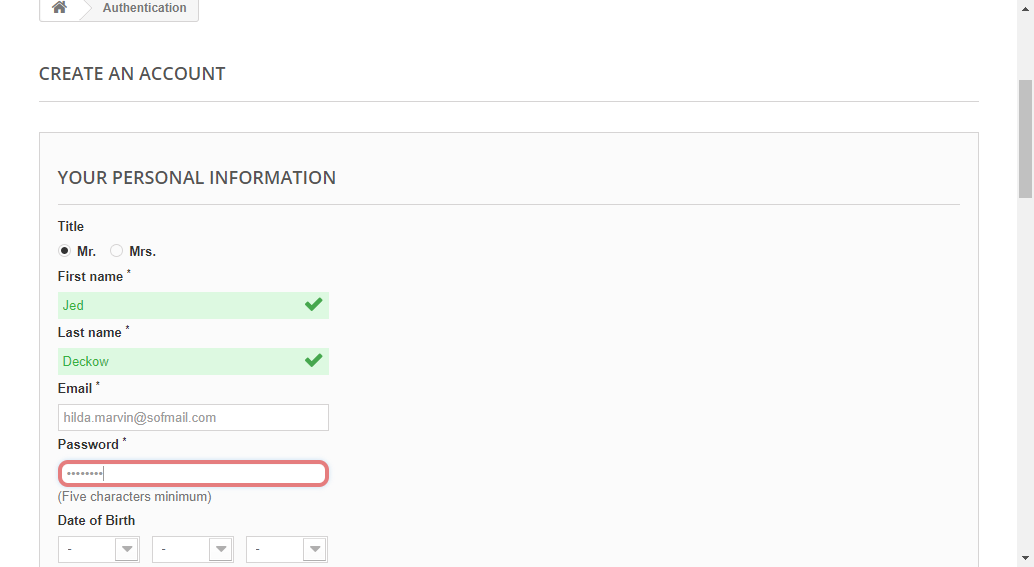 Authentication
CREATE AN ACCOUNT
YOUR PERSONAL INFORMATION
Title
Mr. Mrs.
First name *
Jed
Last name *
Deckow
Email *
hilda.marvin@sofmail.com
Password *
••••••••
(Five characters minimum)
Date of Birth
- - -